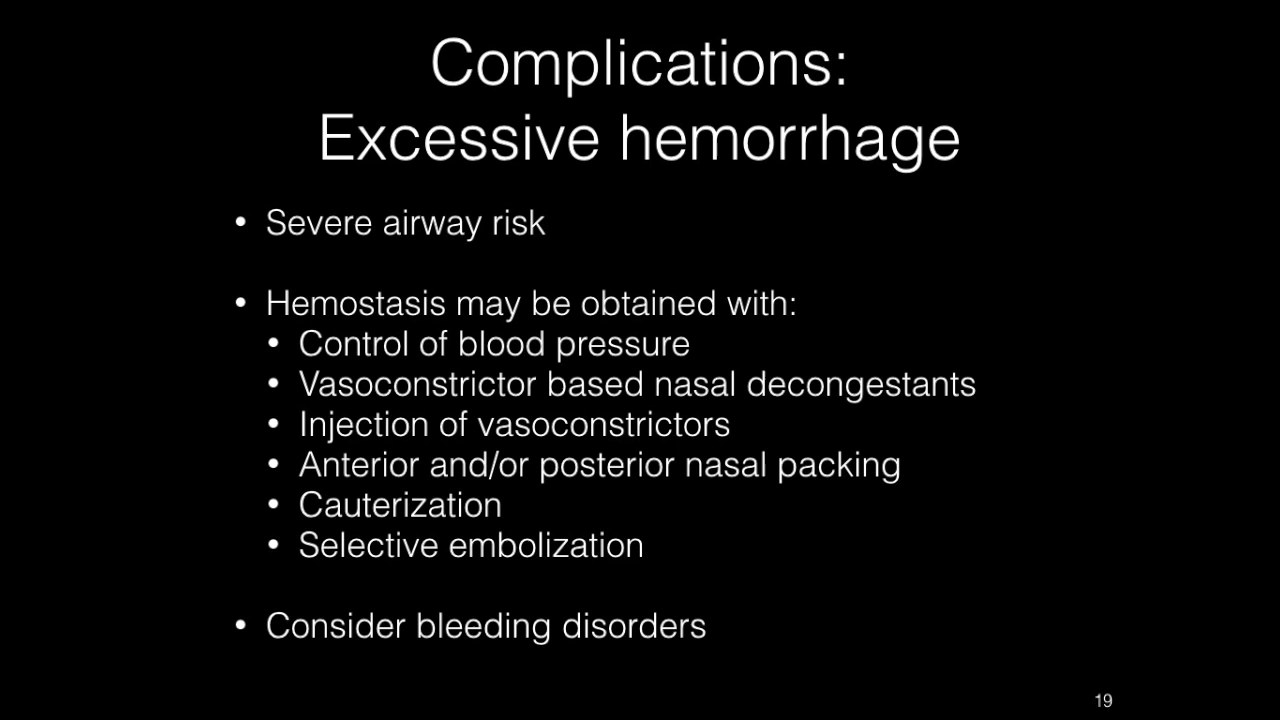 Complications:
Excessive hemorrhage
• Severe airway risk
• Hemostasis may be obtained with:
• Control of blood pressure
• Vasoconstrictor based nasal decongestants
• Injection of vasoconstrictors
• Anterior and/or posterior nasal packing
• Cauterization
• Selective embolization
• Consider bleeding disorders
19